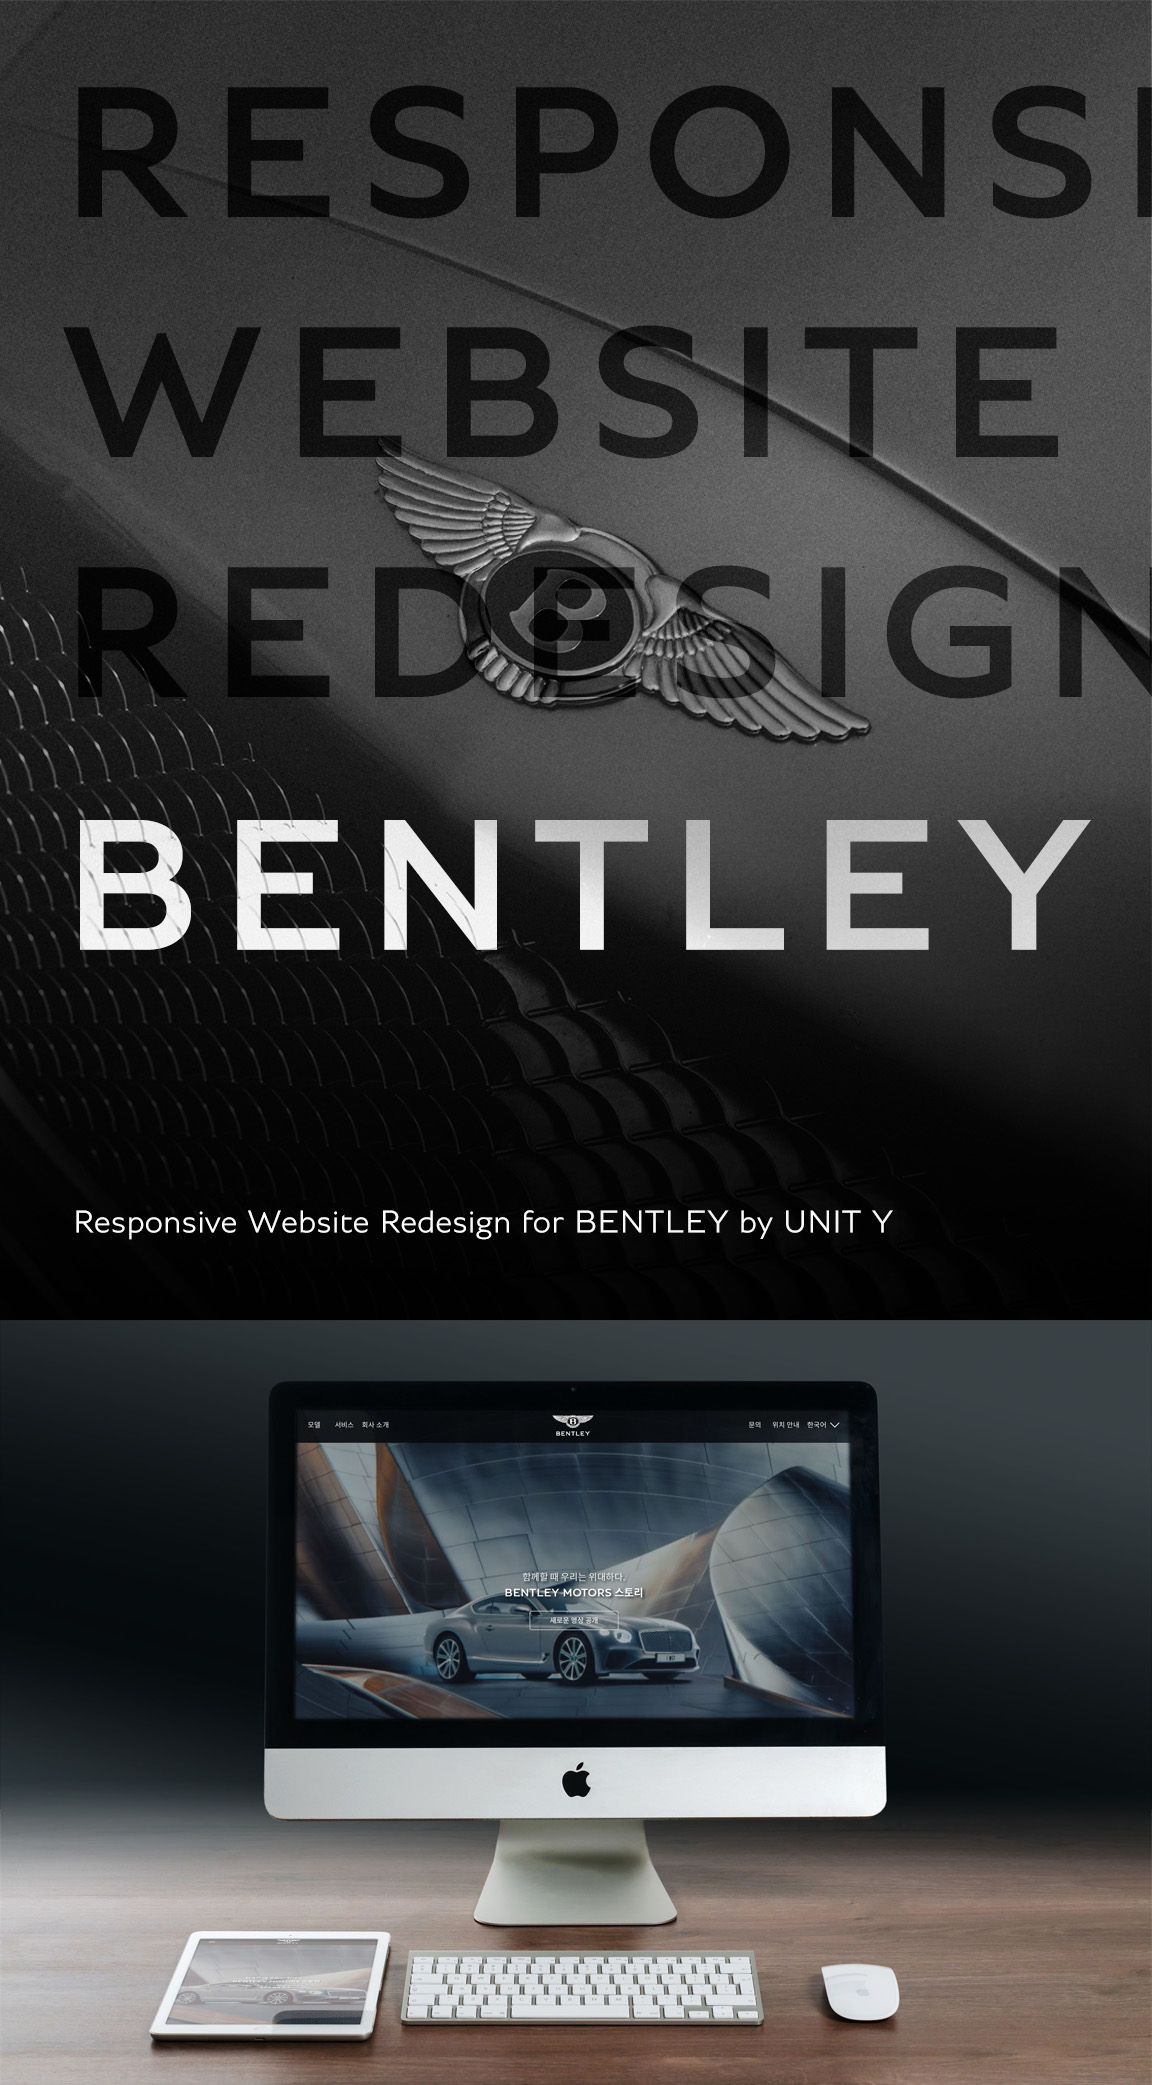 RESPONSI
WEBSITE
REDESIGN
BENTLEY
Responsive Website Redesign for BENTLEY by UNIT Y
모델 서비스 회사 소개 BENTLEY 문의 위치 안내 한국어
함께할 때 우리는 위대하다.
BENTLEY MOTORS 스토리
새로운 영상 공개